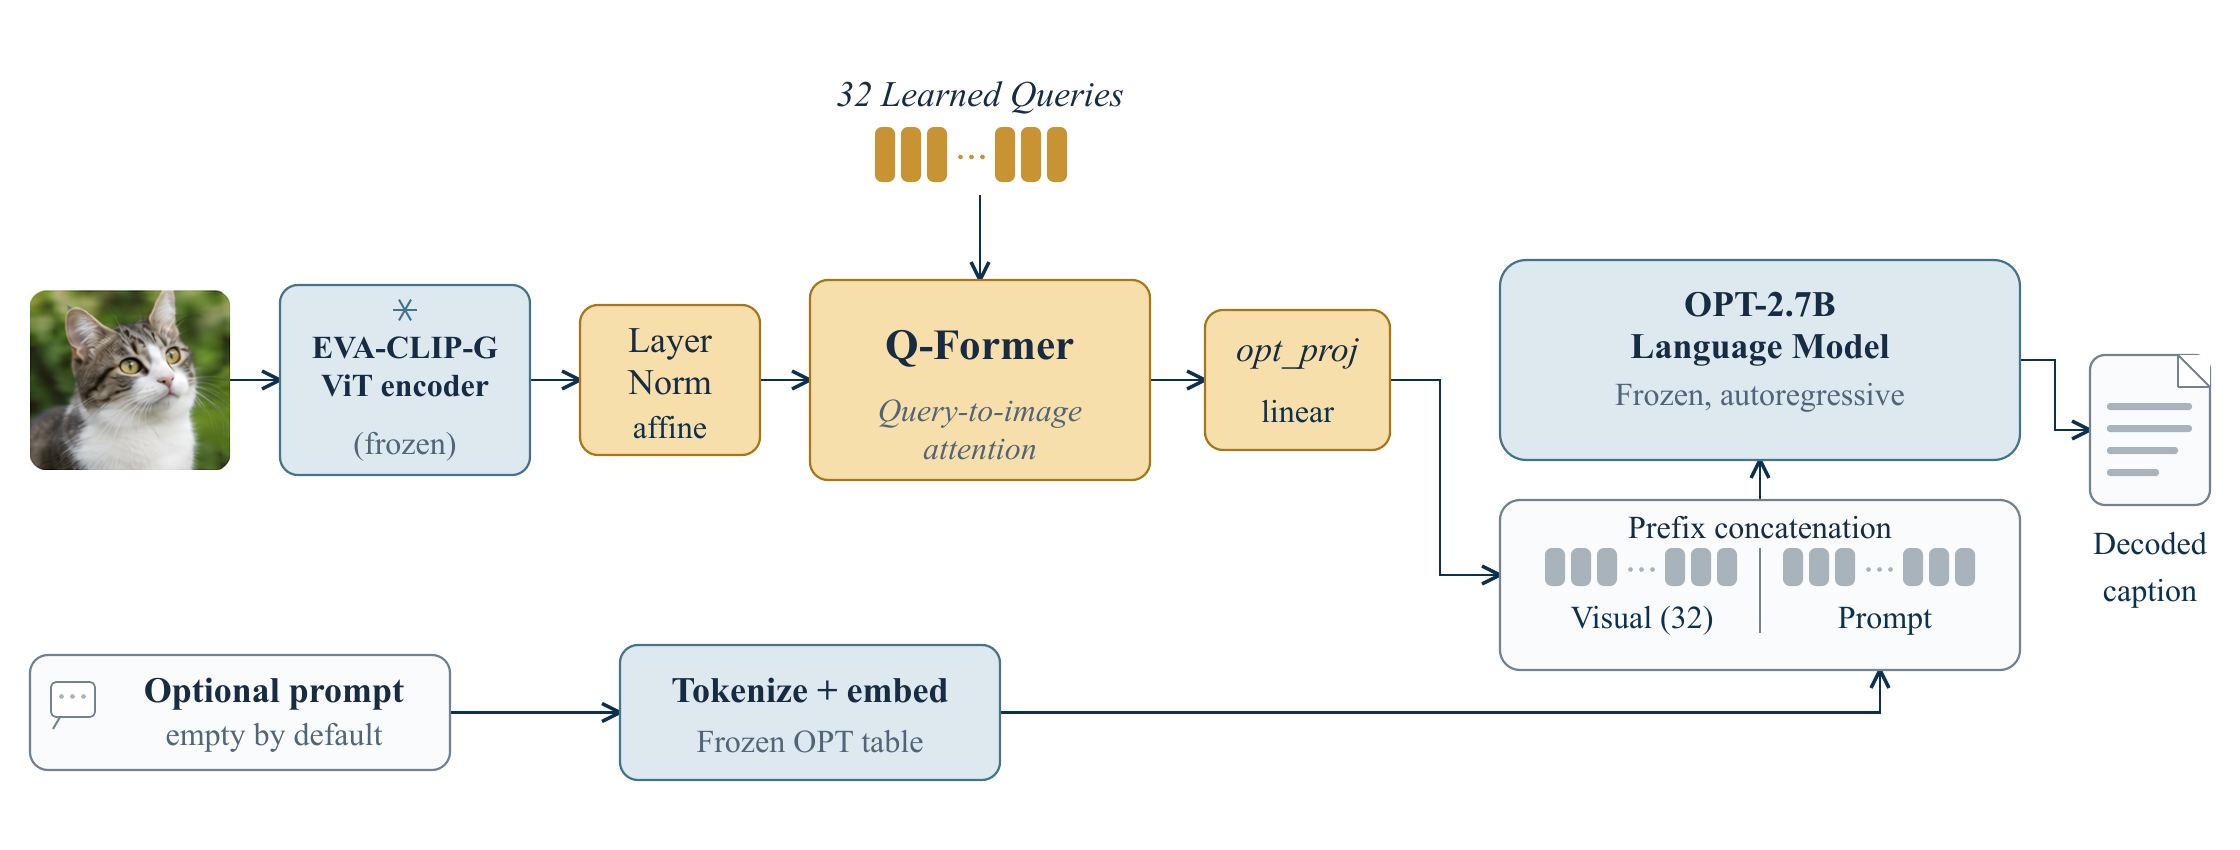 32 Learned Queries
EVA-CLIP-G
ViT encoder
(frozen)
Layer
Norm
affine
Q-Former
Query-to-image
attention
opt_proj
linear
OPT-2.7B
Language Model
Frozen, autoregressive
Prefix concatenation
Visual (32)
Prompt
Decoded
caption
Optional prompt
empty by default
Tokenize + embed
Frozen OPT table